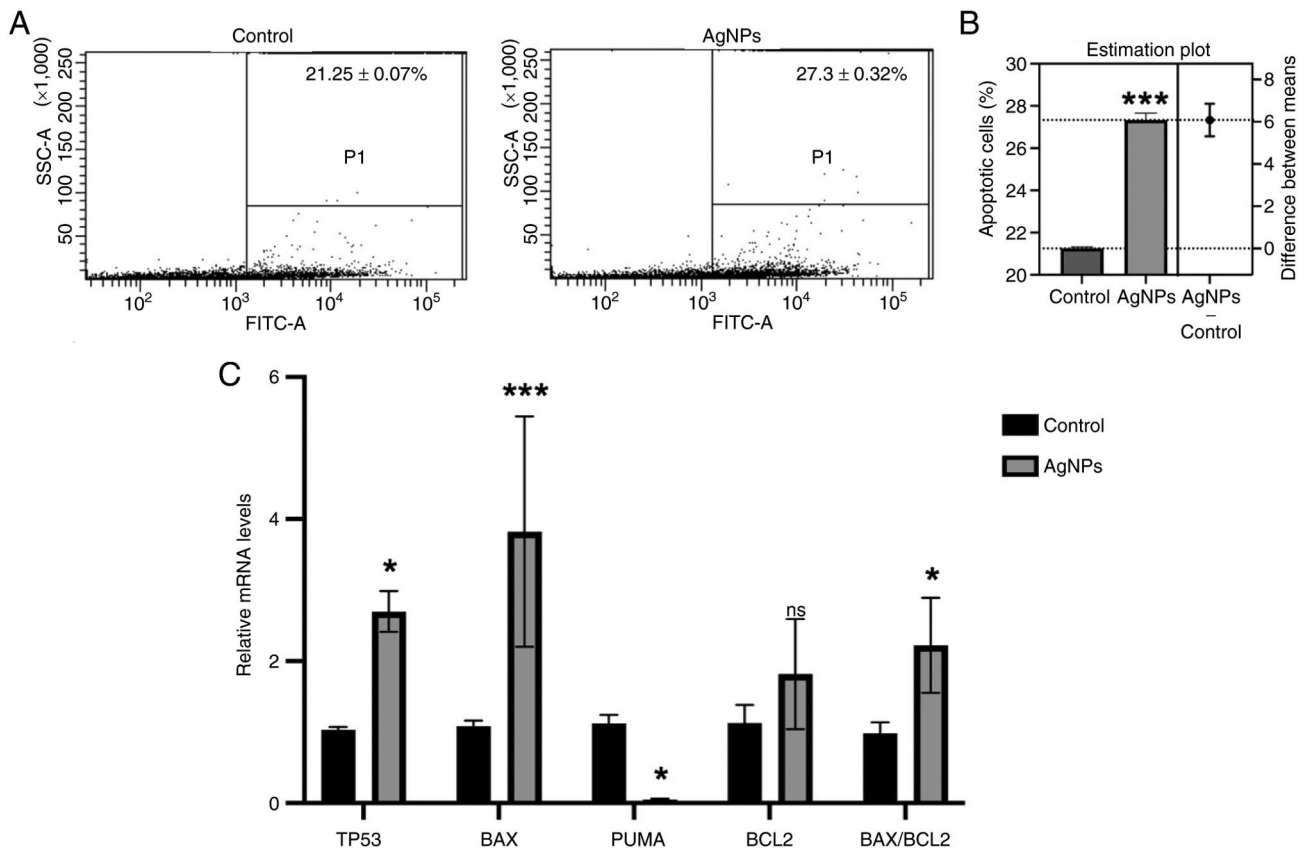 A
Control
SSC-A (×1,000)
250
200
150
100
50
21.25 ± 0.07%
P1
10²
10³
10⁴
10⁵
FITC-A
AgNPs
SSC-A (×1,000)
250
200
150
100
50
27.3 ± 0.32%
P1
10²
10³
10⁴
10⁵
FITC-A
B
Estimation plot
Apoptotic cells (%)
30
28
26
24
22
20
***
8
6
4
2
0
Difference between means
Control
AgNPs
AgNPs
–
Control
C
Relative mRNA levels
6
4
2
0
*
***
*
ns
*
TP53
BAX
PUMA
BCL2
BAX/BCL2
Control
AgNPs